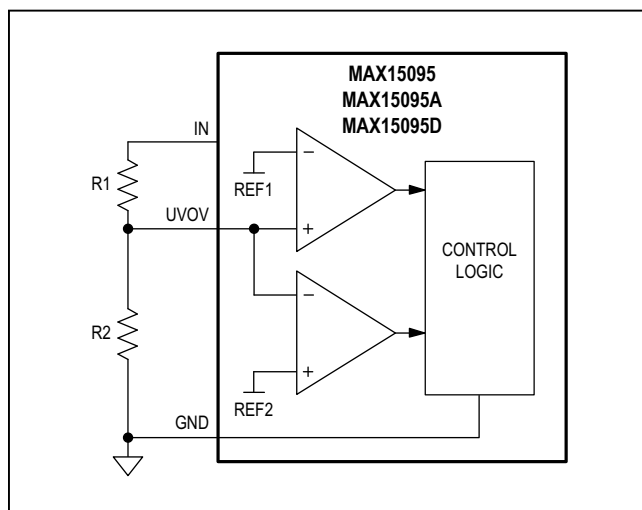 MAX15095
MAX15095A
MAX15095D
IN
R1
REF1
−
+
UVOV
CONTROL
LOGIC
R2
−
+
REF2
GND